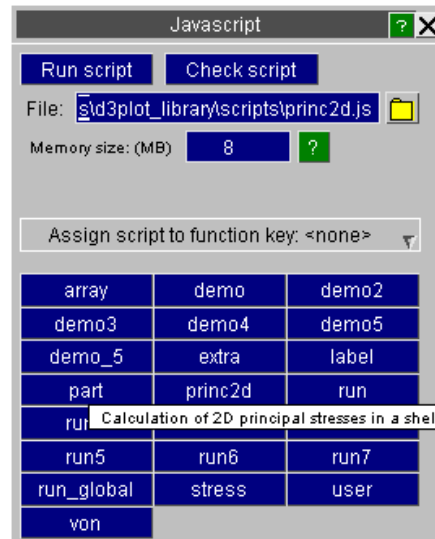 Javascript ? X
Run script Check script
File: s\d3plot_library\scripts\princ2d.js
Memory size: (MB) 8 ?
Assign script to function key: <none>
array demo demo2
demo3 demo4 demo5
demo_5 extra label
part princ2d run
Calculation of 2D principal stresses in a shel
run5 run6 run7
run_global stress user
von